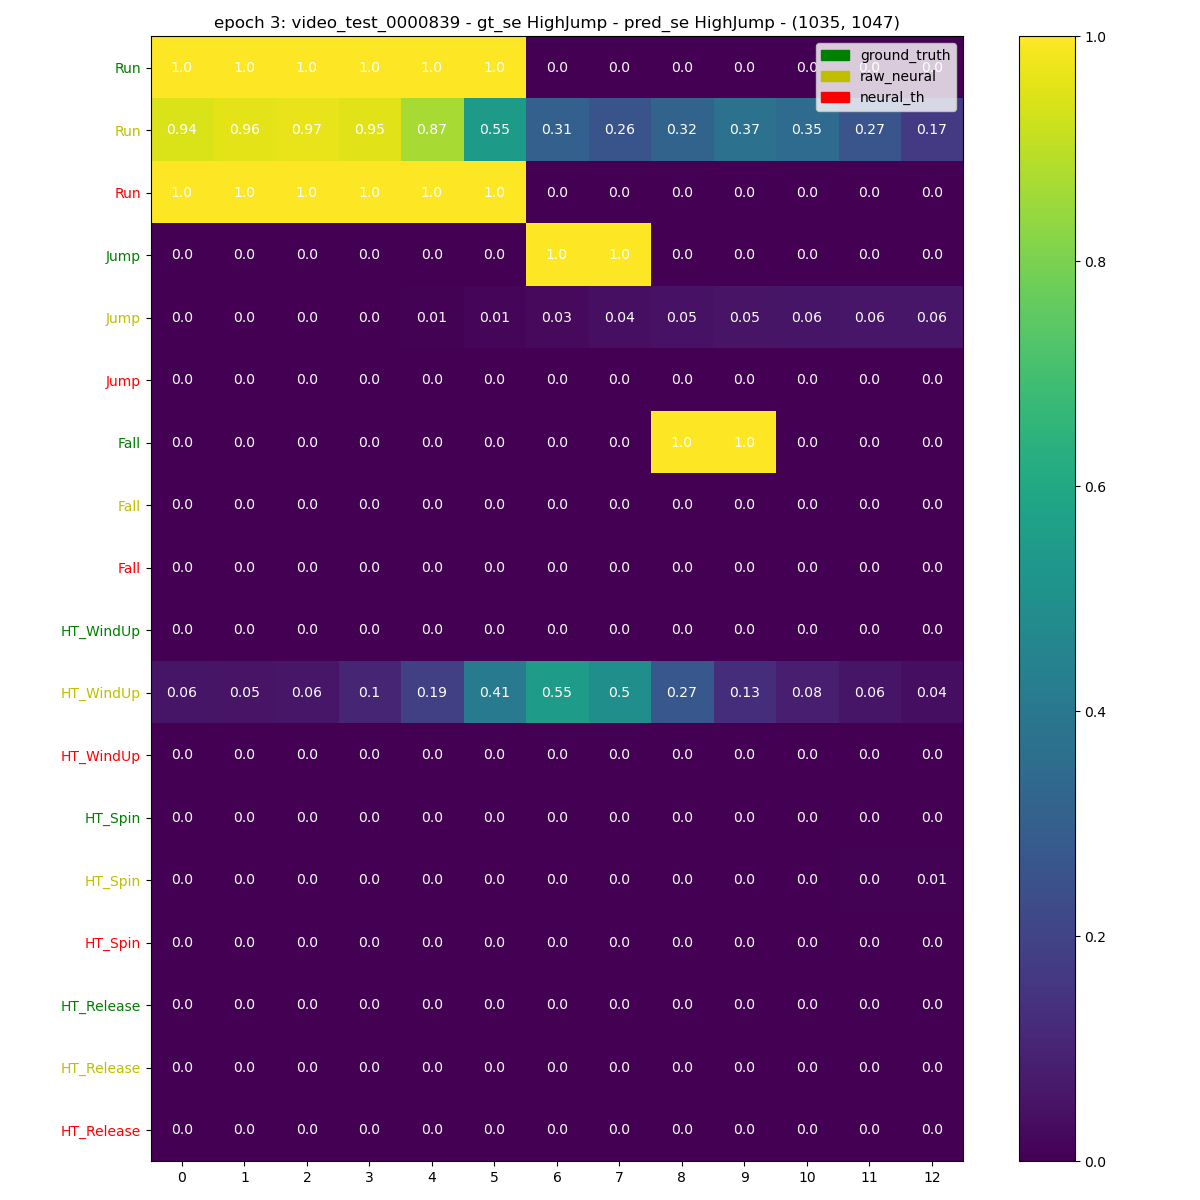 epoch 3: video_test_0000839 - gt_se HighJump - pred_se HighJump - (1035, 1047)
ground_truth
raw_neural
neural_th
Run 1.0 1.0 1.0 1.0 1.0 1.0 0.0 0.0 0.0 0.0 0.0 0.0 0.0
Run 0.94 0.96 0.97 0.95 0.87 0.55 0.31 0.26 0.32 0.37 0.35 0.27 0.17
Run 1.0 1.0 1.0 1.0 1.0 1.0 0.0 0.0 0.0 0.0 0.0 0.0 0.0
Jump 0.0 0.0 0.0 0.0 0.0 0.0 1.0 1.0 0.0 0.0 0.0 0.0 0.0
Jump 0.0 0.0 0.0 0.0 0.01 0.01 0.03 0.04 0.05 0.05 0.06 0.06 0.06
Jump 0.0 0.0 0.0 0.0 0.0 0.0 0.0 0.0 0.0 0.0 0.0 0.0 0.0
Fall 0.0 0.0 0.0 0.0 0.0 0.0 0.0 0.0 1.0 1.0 0.0 0.0 0.0
Fall 0.0 0.0 0.0 0.0 0.0 0.0 0.0 0.0 0.0 0.0 0.0 0.0 0.0
Fall 0.0 0.0 0.0 0.0 0.0 0.0 0.0 0.0 0.0 0.0 0.0 0.0 0.0
HT_WindUp 0.0 0.0 0.0 0.0 0.0 0.0 0.0 0.0 0.0 0.0 0.0 0.0 0.0
HT_WindUp 0.06 0.05 0.06 0.1 0.19 0.41 0.55 0.5 0.27 0.13 0.08 0.06 0.04
HT_WindUp 0.0 0.0 0.0 0.0 0.0 0.0 0.0 0.0 0.0 0.0 0.0 0.0 0.0
HT_Spin 0.0 0.0 0.0 0.0 0.0 0.0 0.0 0.0 0.0 0.0 0.0 0.0 0.0
HT_Spin 0.0 0.0 0.0 0.0 0.0 0.0 0.0 0.0 0.0 0.0 0.0 0.0 0.01
HT_Spin 0.0 0.0 0.0 0.0 0.0 0.0 0.0 0.0 0.0 0.0 0.0 0.0 0.0
HT_Release 0.0 0.0 0.0 0.0 0.0 0.0 0.0 0.0 0.0 0.0 0.0 0.0 0.0
HT_Release 0.0 0.0 0.0 0.0 0.0 0.0 0.0 0.0 0.0 0.0 0.0 0.0 0.0
HT_Release 0.0 0.0 0.0 0.0 0.0 0.0 0.0 0.0 0.0 0.0 0.0 0.0 0.0
0 1 2 3 4 5 6 7 8 9 10 11 12
1.0
0.8
0.6
0.4
0.2
0.0